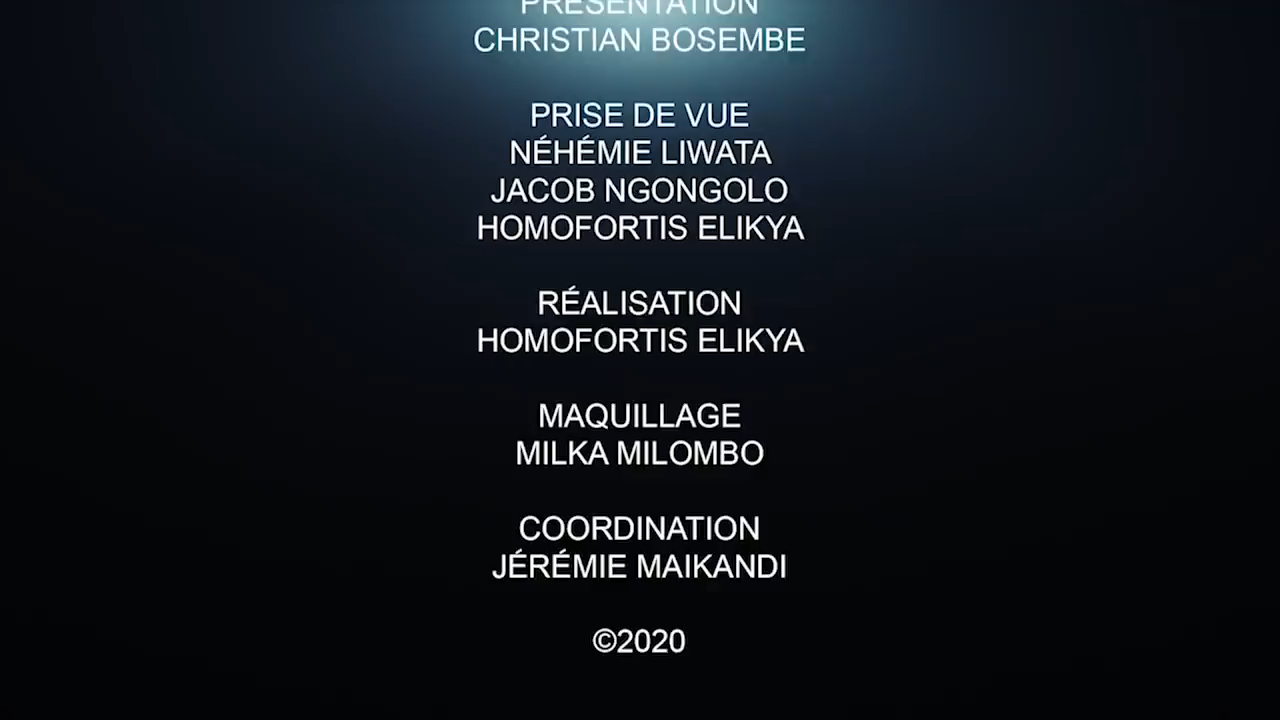 PRÉSENTATION
CHRISTIAN BOSEMBE
PRISE DE VUE
NÉHÉMIE LIWATA
JACOB NGONGOLO
HOMOFORTIS ELIKYA
RÉALISATION
HOMOFORTIS ELIKYA
MAQUILLAGE
MILKA MILOMBO
COORDINATION
JÉRÉMIE MAIKANDI
©2020